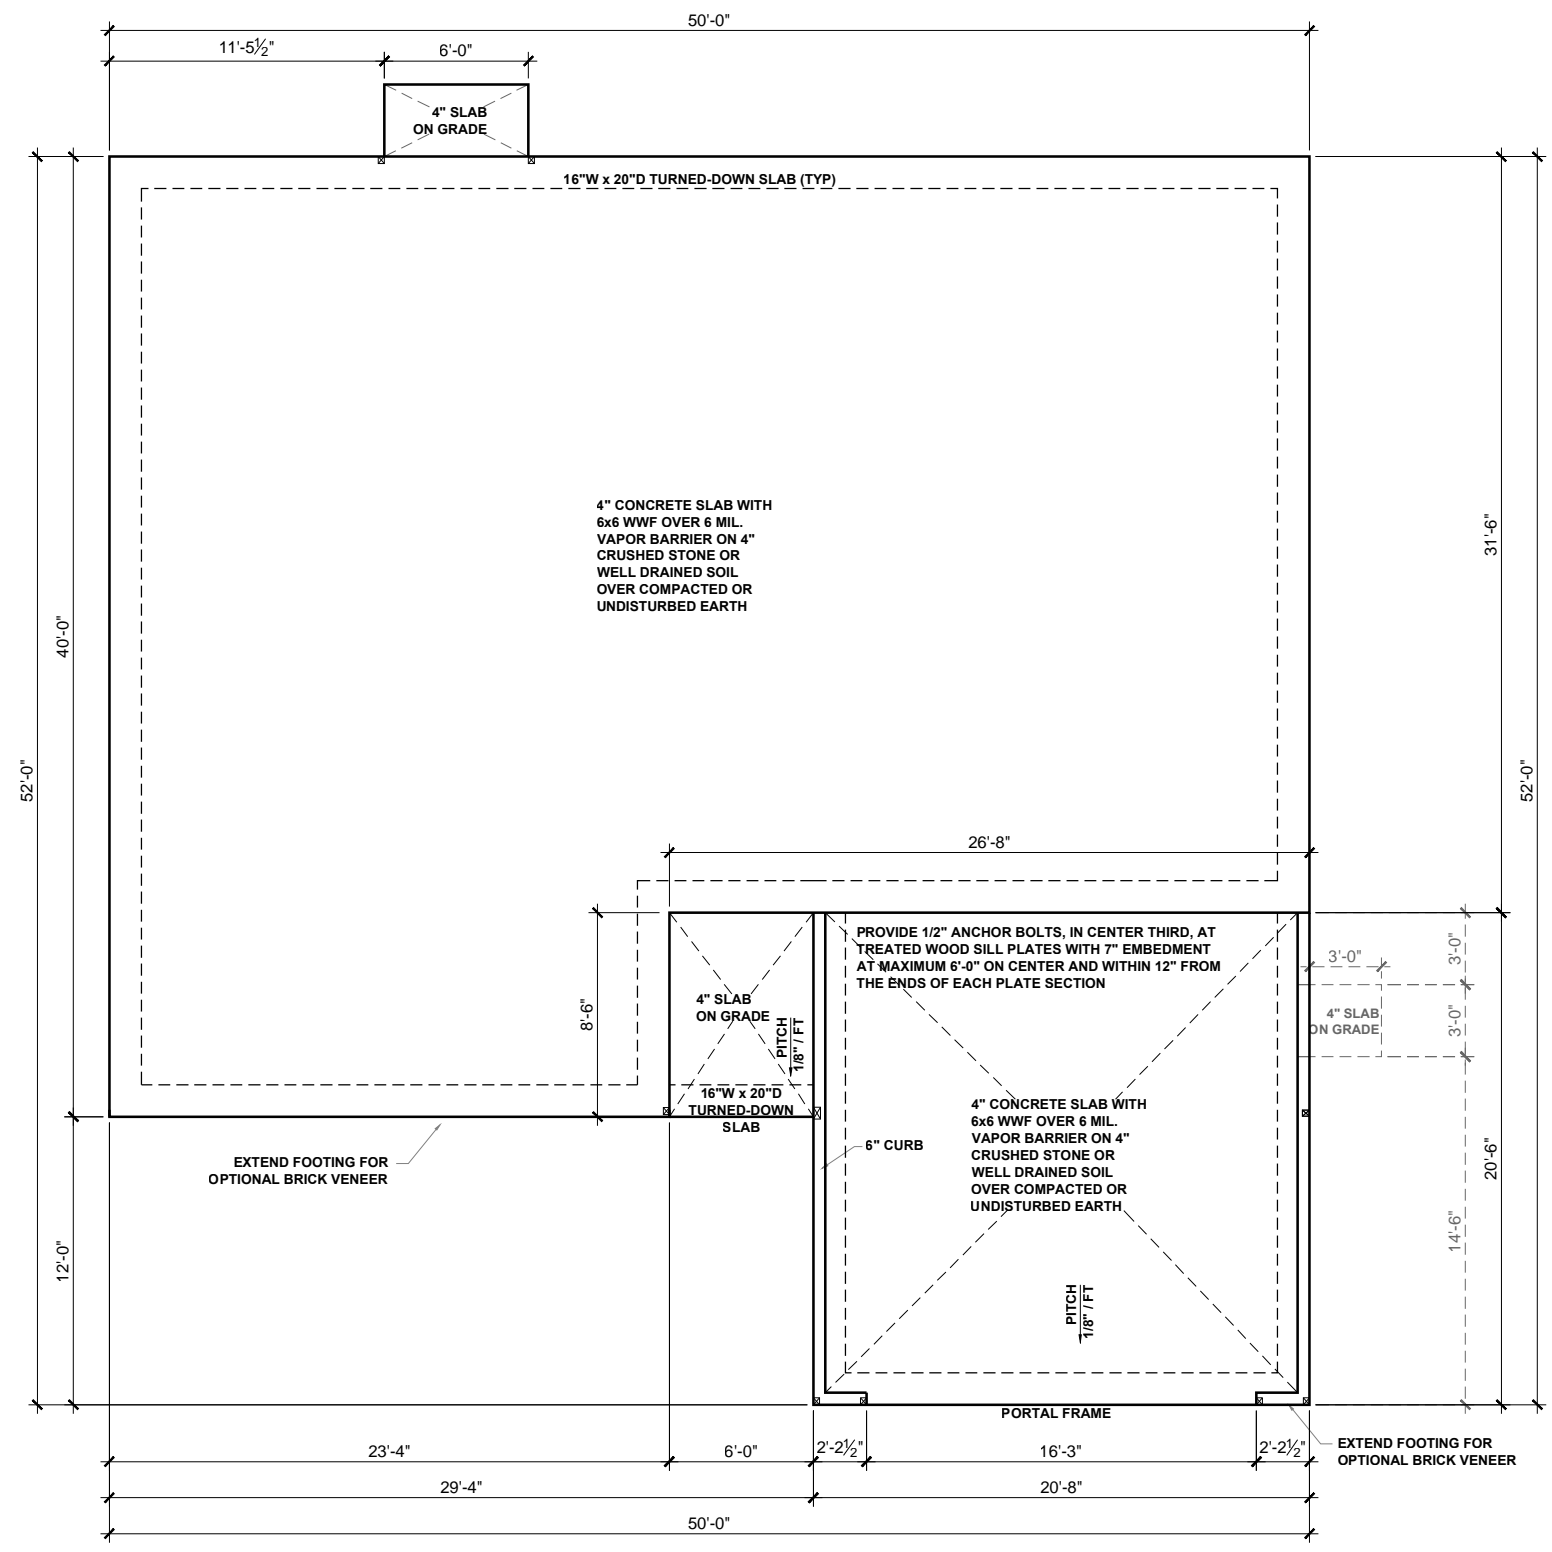 50'-0"
11'-5½"
6'-0"
4" SLAB
ON GRADE
16"W x 20"D TURNED-DOWN SLAB (TYP)
4" CONCRETE SLAB WITH
6x6 WWF OVER 6 MIL.
VAPOR BARRIER ON 4"
CRUSHED STONE OR
WELL DRAINED SOIL
OVER COMPACTED OR
UNDISTURBED EARTH
31'-6"
40'-0"
52'-0"
52'-0"
26'-8"
PROVIDE 1/2" ANCHOR BOLTS, IN CENTER THIRD, AT
TREATED WOOD SILL PLATES WITH 7" EMBEDMENT
AT MAXIMUM 6'-0" ON CENTER AND WITHIN 12" FROM
THE ENDS OF EACH PLATE SECTION
3'-0"
3'-0"
8'-6"
4" SLAB
ON GRADE
PITCH
1/8" / FT
4" SLAB
ON GRADE
3'-0"
16"W x 20"D
TURNED-DOWN
SLAB
4" CONCRETE SLAB WITH
6x6 WWF OVER 6 MIL.
VAPOR BARRIER ON 4"
CRUSHED STONE OR
WELL DRAINED SOIL
OVER COMPACTED OR
UNDISTURBED EARTH
6" CURB
EXTEND FOOTING FOR
OPTIONAL BRICK VENEER
20'-6"
12'-0"
14'-6"
PITCH
1/8" / FT
PORTAL FRAME
EXTEND FOOTING FOR
OPTIONAL BRICK VENEER
23'-4"
6'-0"
2'-2½"
16'-3"
2'-2½"
29'-4"
20'-8"
50'-0"